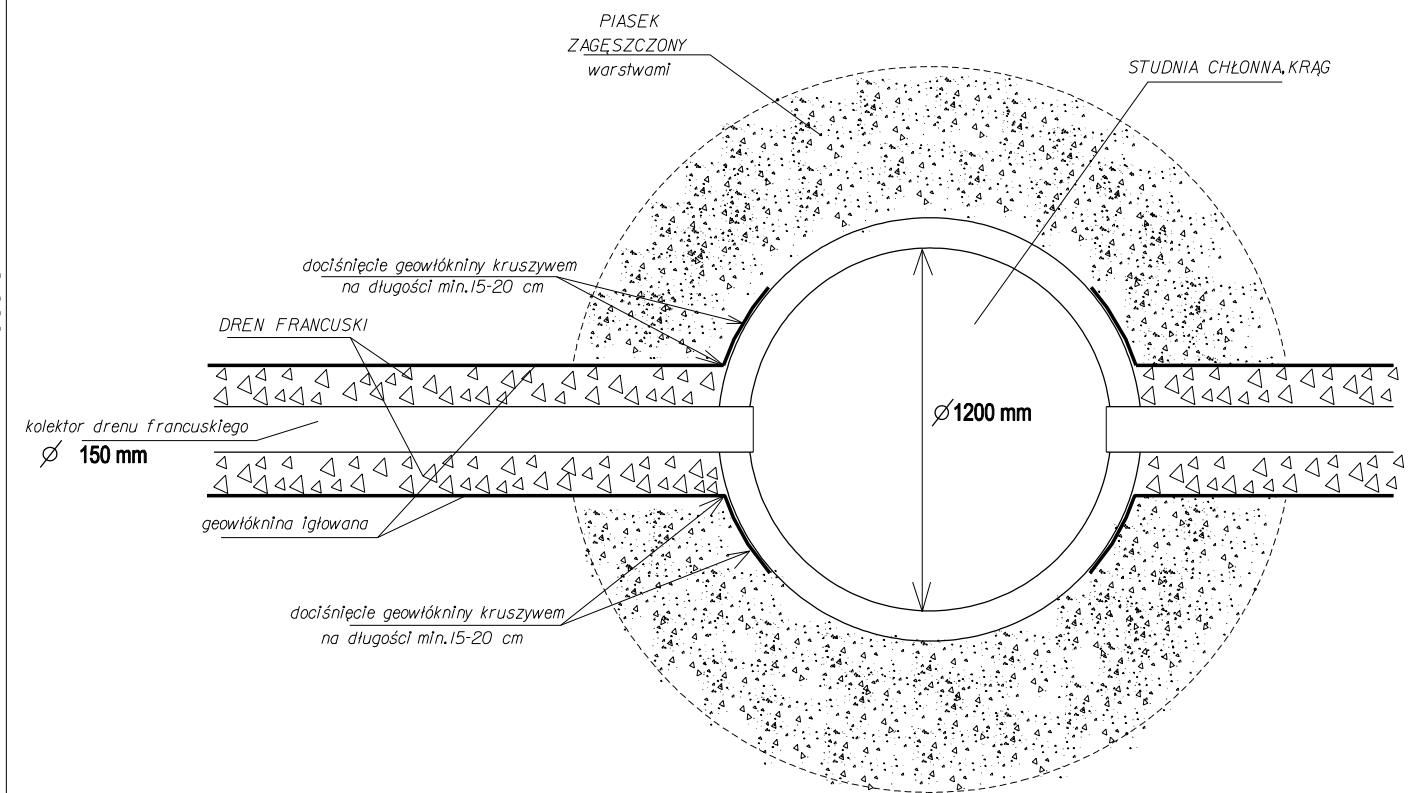 PIASEK
ZAGĘSZCZONY
warstwami
STUDNIA CHŁONNA, KRĄG
dociśnięcie geowłókniny kruszywem
na długości min.15-20 cm
DREN FRANCUSKI
kolektor drenu francuskiego
Ø 150 mm
Ø 1200 mm
geowłóknina igłowana
dociśnięcie geowłókniny kruszywem
na długości min.15-20 cm